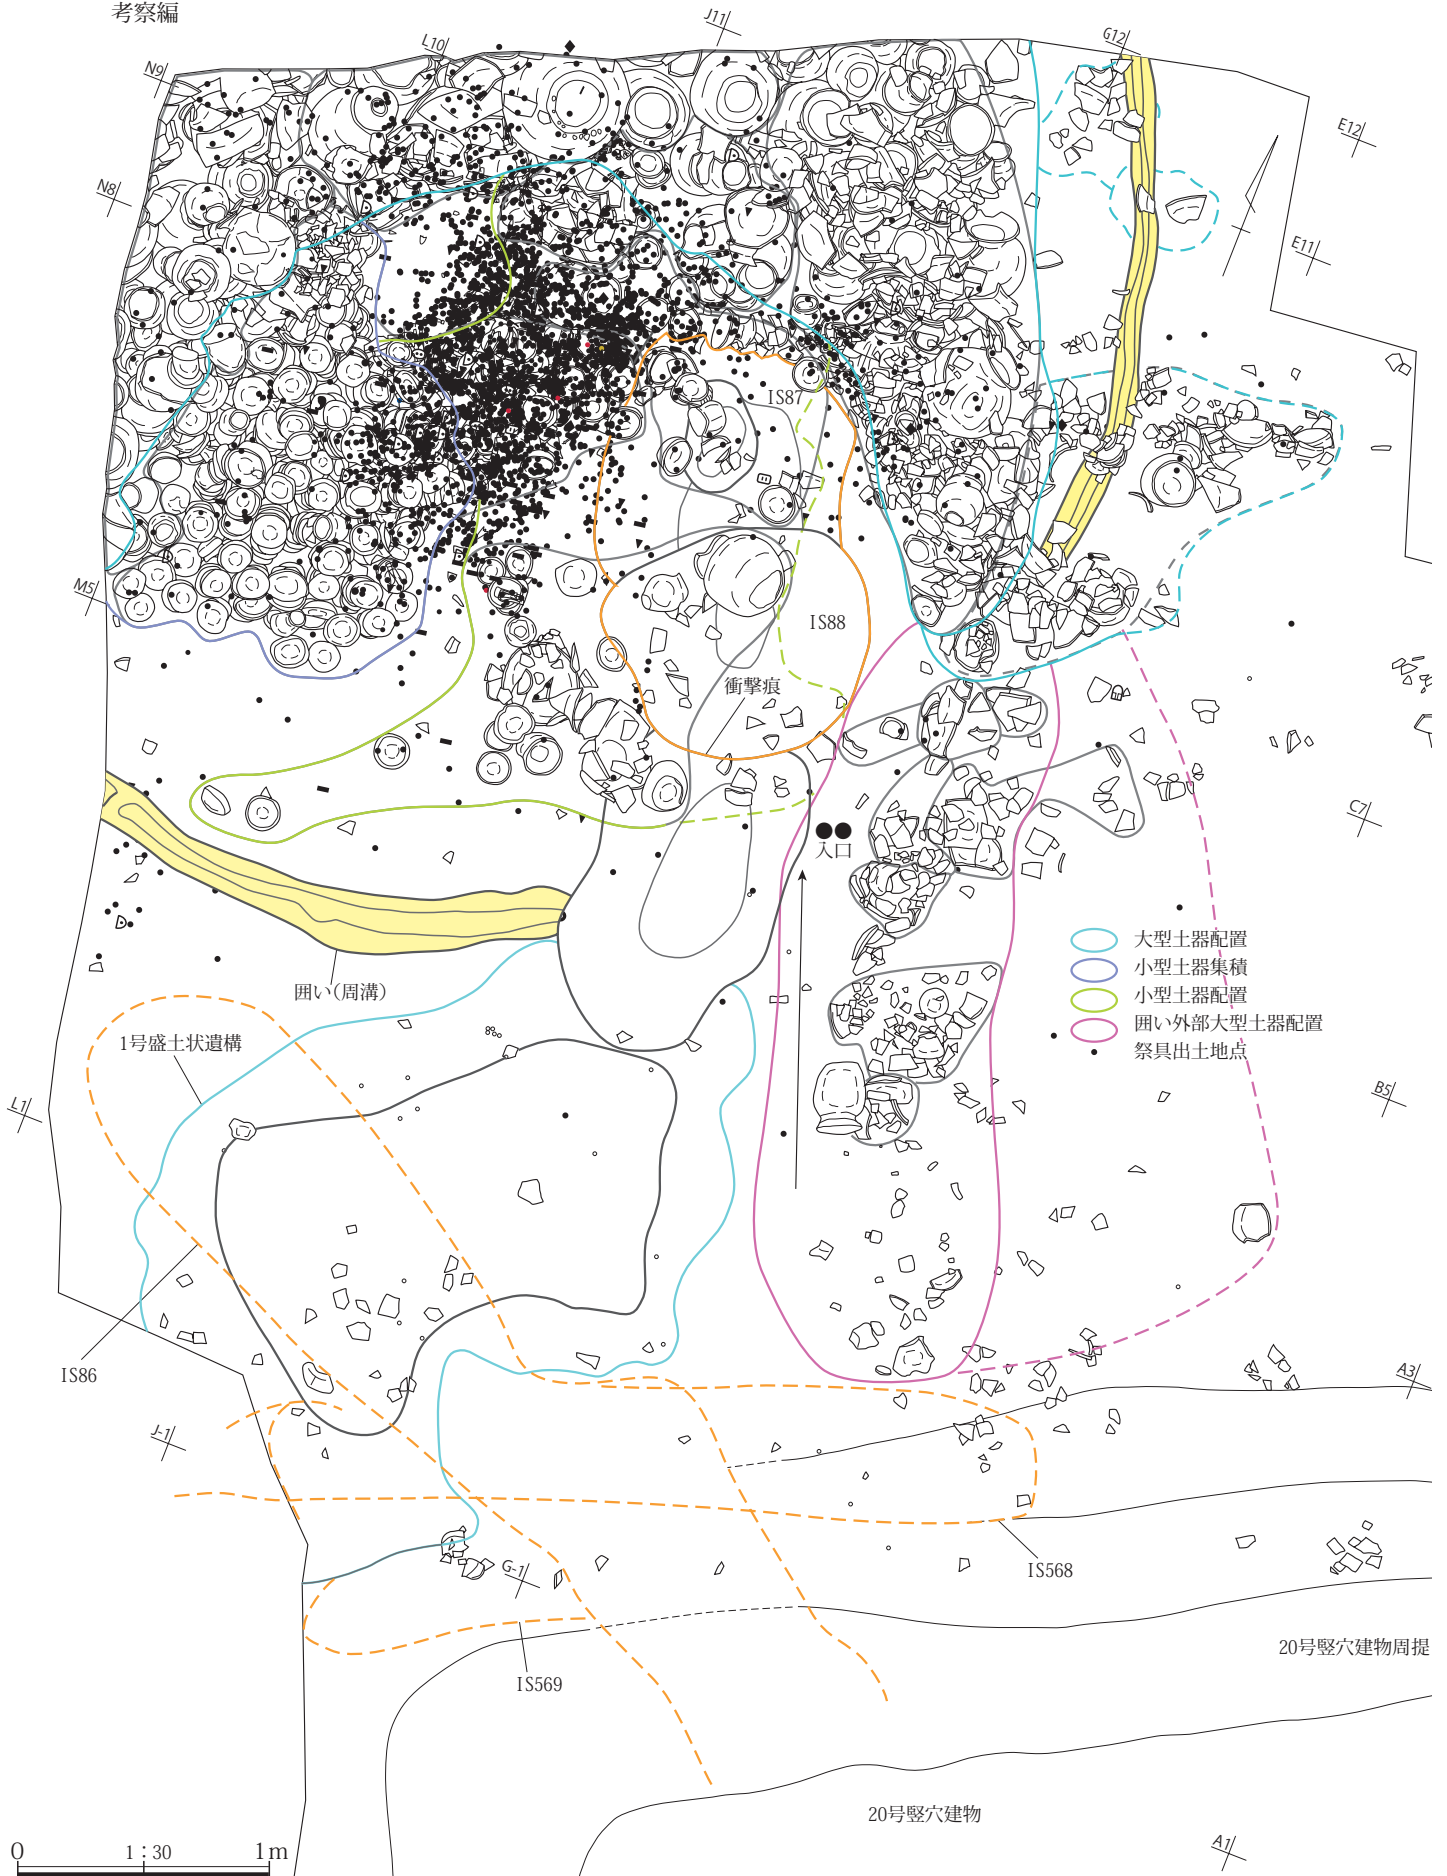 考察編
J11
G12
L10
N9
E12
N8
E11
IS87
M5
IS88
衝撃痕
C7
●●
入口
大型土器配置
小型土器集積
囲い(周溝)
小型土器配置
囲い外部大型土器配置
1号盛土状遺構
祭具出土地点
L1
B5
IS86
A3
J-1
G-1
IS568
20号竪穴建物周提
IS569
20号竪穴建物
A1
0 1：30 1m